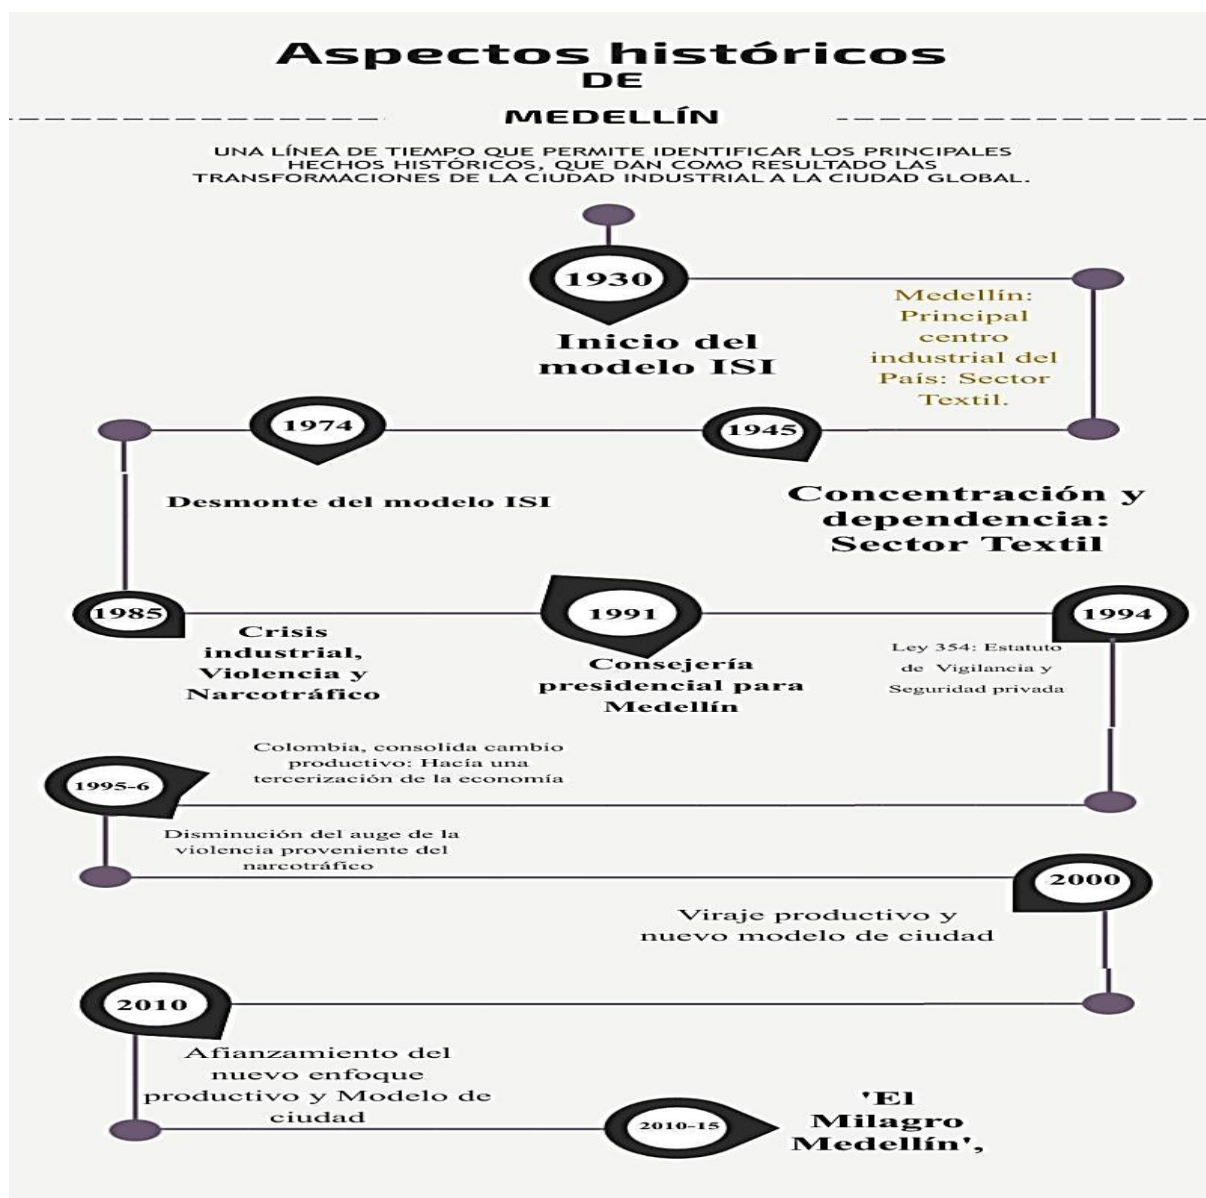 Aspectos históricos
DE
MEDELLÍN
UNA LÍNEA DE TIEMPO QUE PERMITE IDENTIFICAR LOS PRINCIPALES
HECHOS HISTÓRICOS, QUE DAN COMO RESULTADO LAS
TRANSFORMACIONES DE LA CIUDAD INDUSTRIAL A LA CIUDAD GLOBAL.
1930
Inicio del
modelo ISI
Medellín:
Principal
centro
industrial del
País: Sector
Textil.
1945
Concentración y
dependencia:
Sector Textil
1974
Desmonte del modelo ISI
1985
Crisis
industrial,
Violencia y
Narcotráfico
1991
Consejería
presidencial para
Medellín
1994
Ley 354: Estatuto
de Vigilancia y
Seguridad privada
1995-6
Colombia, consolida cambio
productivo: Hacía una
tercerización de la economía
Disminución del auge de la
violencia proveniente del
narcotráfico
2000
Viraje productivo y
nuevo modelo de ciudad
2010
Afianzamiento del
nuevo enfoque
productivo y Modelo de
ciudad
2010-15
'El
Milagro
Medellín',